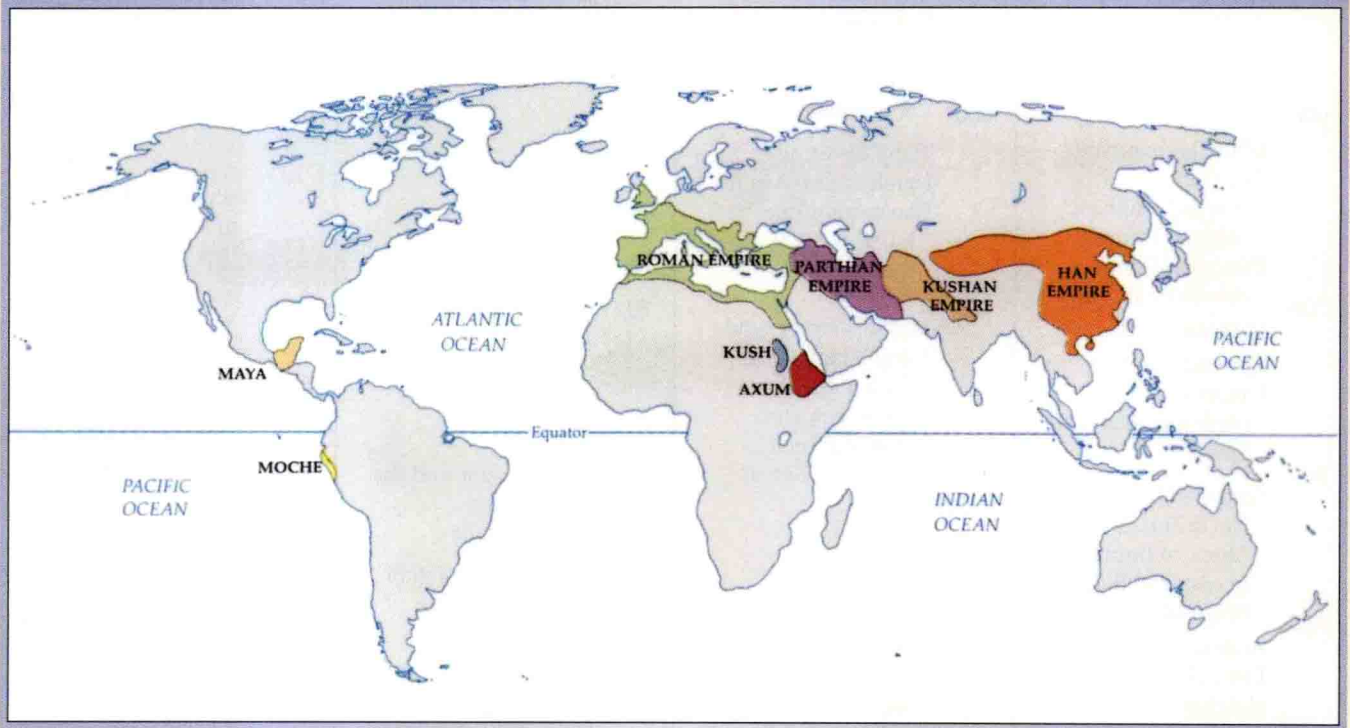 ROMAN EMPIRE
PARTHIAN
EMPIRE
KUSHAN
EMPIRE
HAN
EMPIRE
ATLANTIC
OCEAN
PACIFIC
OCEAN
KUSH
MAYA
AXUM
Equator
MOCHE
PACIFIC
OCEAN
INDIAN
OCEAN